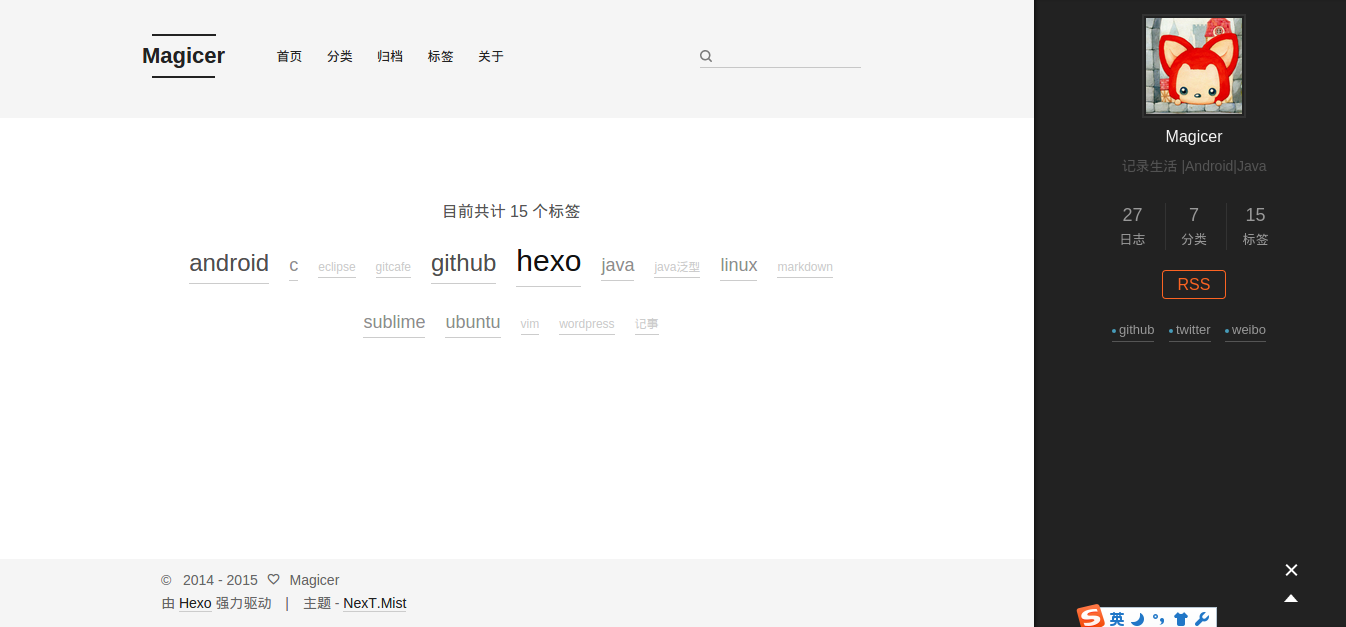 Magicer 首页 分类 归档 标签 关于
目前共计 15 个标签
android c eclipse gitcafe github hexo java java泛型 linux markdown
sublime ubuntu vim wordpress 记事
© 2014 - 2015 Magicer
由 Hexo 强力驱动 | 主题 - NexT.Mist
Magicer
记录生活 |Android|Java
27 7 15
日志 分类 标签
RSS
github twitter weibo
S 英